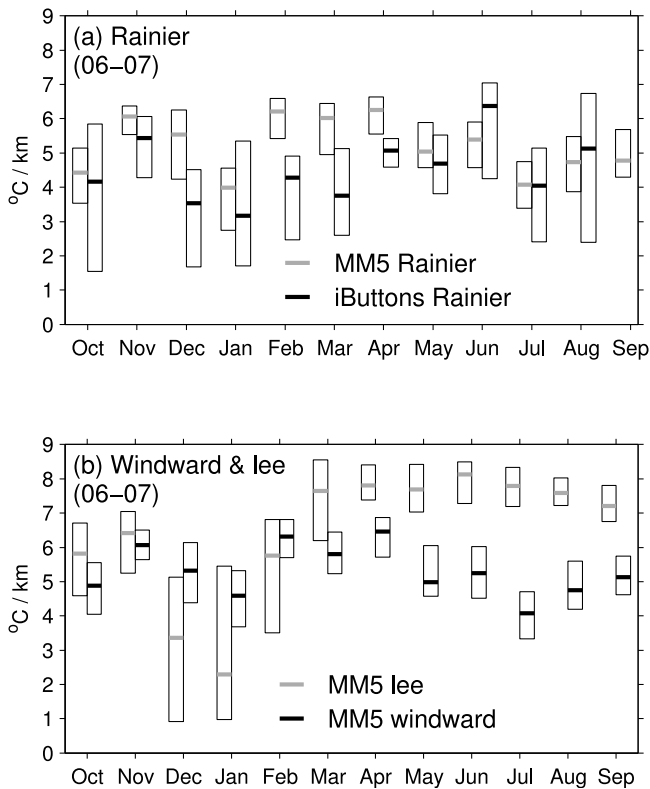 (a) Rainier
(06−07)
9
8
7
6
5
4
3
2
1
0
°C / km
MM5 Rainier
iButtons Rainier
Oct Nov Dec Jan Feb Mar Apr May Jun Jul Aug Sep
(b) Windward & lee
(06−07)
9
8
7
6
5
4
3
2
1
0
°C / km
MM5 lee
MM5 windward
Oct Nov Dec Jan Feb Mar Apr May Jun Jul Aug Sep